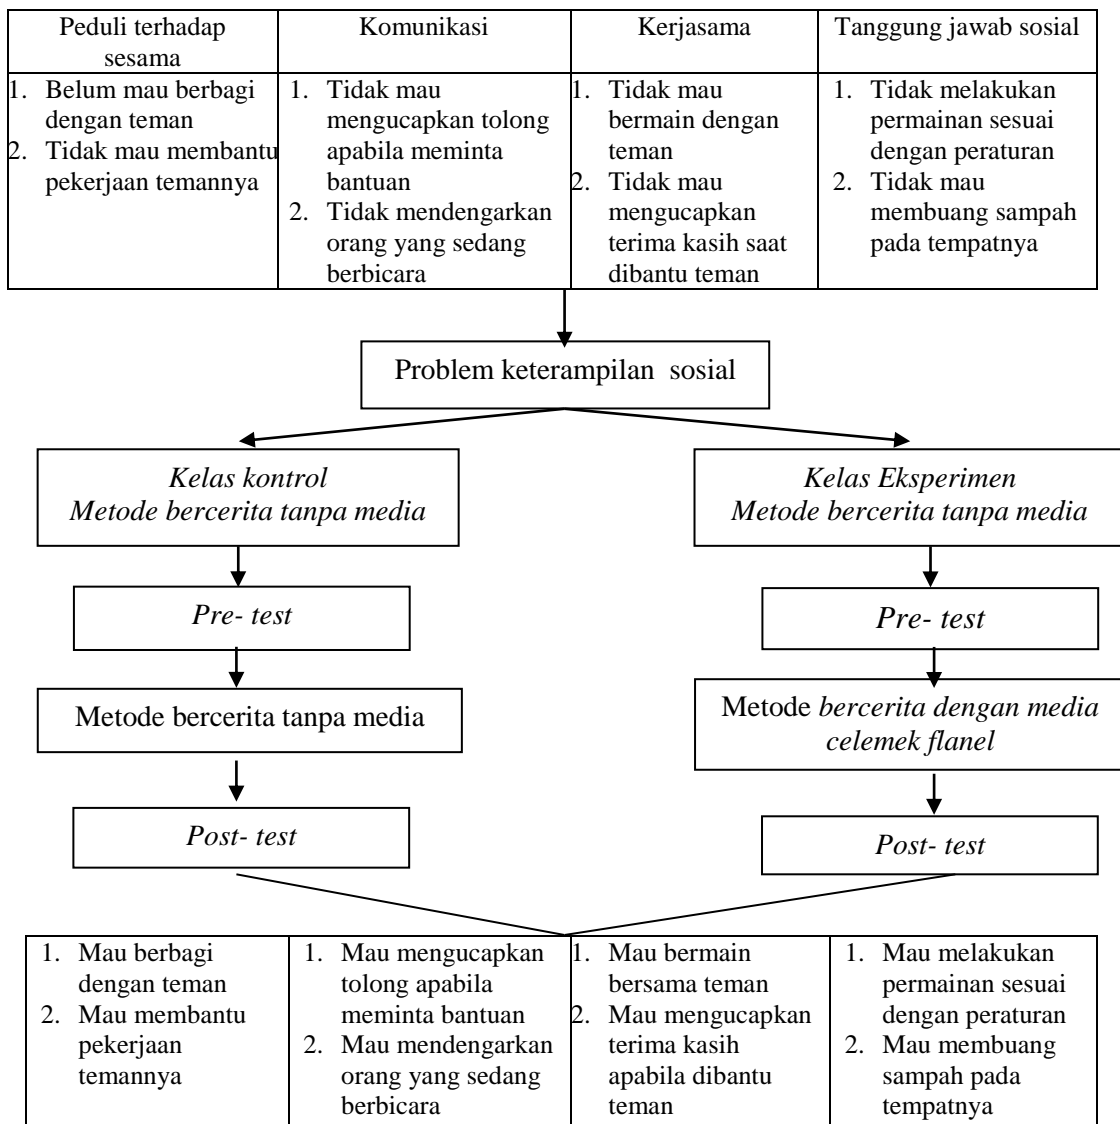 Peduli terhadap
sesama
Komunikasi
Kerjasama
Tanggung jawab sosial
1. Belum mau berbagi
dengan teman
2. Tidak mau membantu
pekerjaan temannya
1. Tidak mau
mengucapkan tolong
apabila meminta
bantuan
2. Tidak mendengarkan
orang yang sedang
berbicara
1. Tidak mau
bermain dengan
teman
2. Tidak mau
mengucapkan
terima kasih saat
dibantu teman
1. Tidak melakukan
permainan sesuai
dengan peraturan
2. Tidak mau
membuang sampah
pada tempatnya
Problem keterampilan sosial
Kelas kontrol
Metode bercerita tanpa media
Kelas Eksperimen
Metode bercerita tanpa media
Pre- test
Pre- test
Metode bercerita tanpa media
Metode bercerita dengan media
celemek flanel
Post- test
Post- test
1. Mau berbagi
dengan teman
2. Mau membantu
pekerjaan
temannya
1. Mau mengucapkan
tolong apabila
meminta bantuan
2. Mau mendengarkan
orang yang sedang
berbicara
1. Mau bermain
bersama teman
2. Mau mengucapkan
terima kasih
apabila dibantu
teman
1. Mau melakukan
permainan sesuai
dengan peraturan
2. Mau membuang
sampah pada
tempatnya